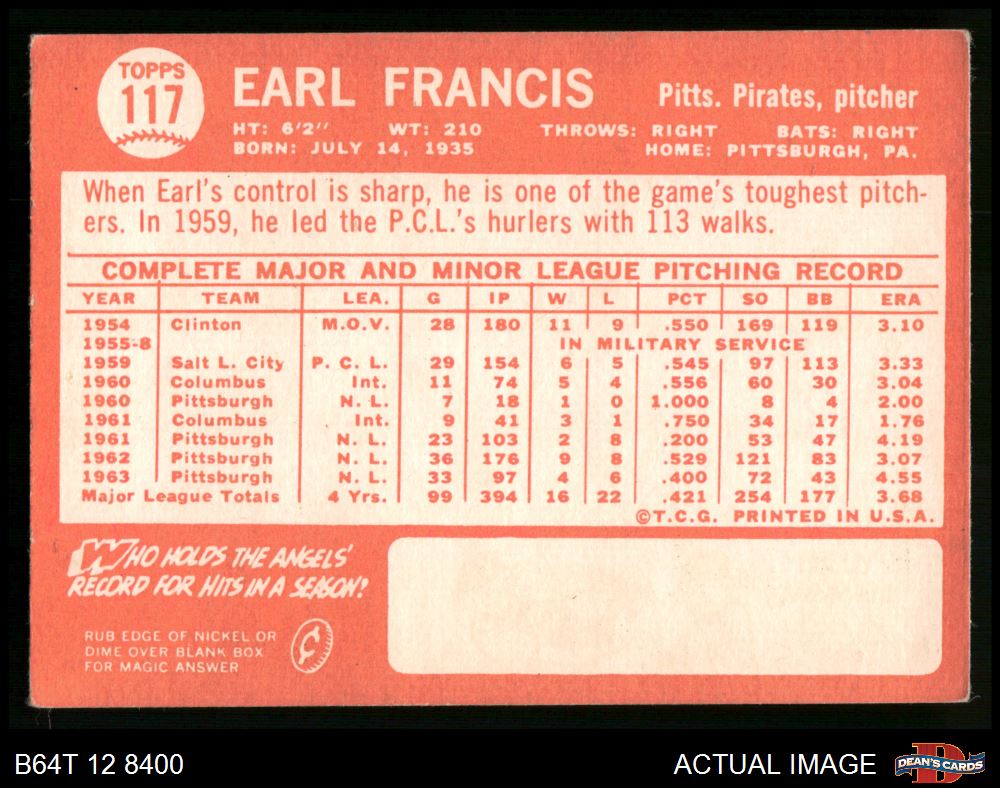 TOPPS
117
EARL FRANCIS
Pitts. Pirates, pitcher
HT: 6'2" WT: 210 THROWS: RIGHT BATS: RIGHT
BORN: JULY 14, 1935 HOME: PITTSBURGH, PA.
When Earl's control is sharp, he is one of the game's toughest pitch-
ers. In 1959, he led the P.C.L.'s hurlers with 113 walks.
COMPLETE MAJOR AND MINOR LEAGUE PITCHING RECORD
YEAR TEAM LEA. G IP W L PCT SO BB ERA
1954 Clinton M.O.V. 28 180 11 9 .550 169 119 3.10
1955-8 IN MILITARY SERVICE
1959 Salt L. City P. C. L. 29 154 6 5 .545 97 113 3.33
1960 Columbus Int. 11 74 5 4 .556 60 30 3.04
1960 Pittsburgh N. L. 7 18 1 0 1.000 8 4 2.00
1961 Columbus Int. 9 41 3 1 .750 34 17 1.76
1961 Pittsburgh N. L. 23 103 2 8 .200 53 47 4.19
1962 Pittsburgh N. L. 36 176 9 8 .529 121 83 3.07
1963 Pittsburgh N. L. 33 97 4 6 .400 72 43 4.55
Major League Totals 4 Yrs. 99 394 16 22 .421 254 177 3.68
©T.C.G. PRINTED IN U.S.A.
WHO HOLDS THE ANGELS'
RECORD FOR HITS IN A SEASON?
RUB EDGE OF NICKEL OR
DIME OVER BLANK BOX
FOR MAGIC ANSWER
¢
B64T 12 8400
ACTUAL IMAGE
D
DEAN'S CARDS